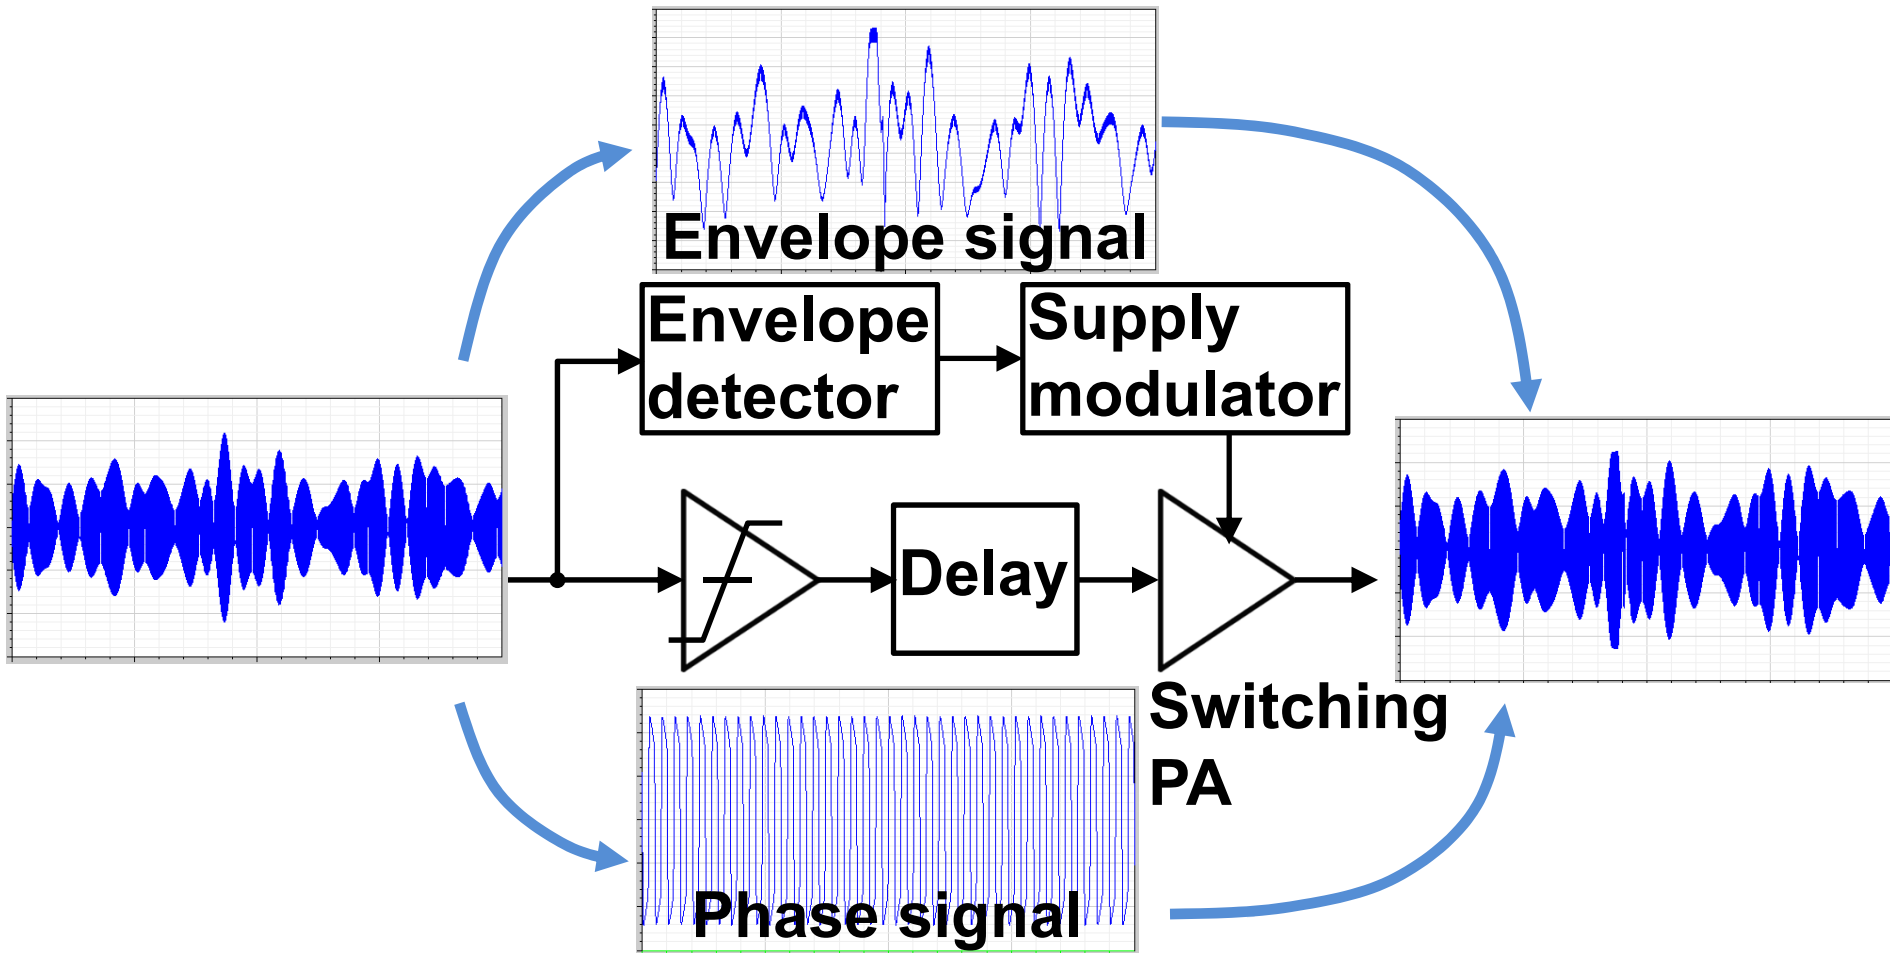 Envelope signal
Envelope
detector
Supply
modulator
Delay
Switching
PA
Phase signal